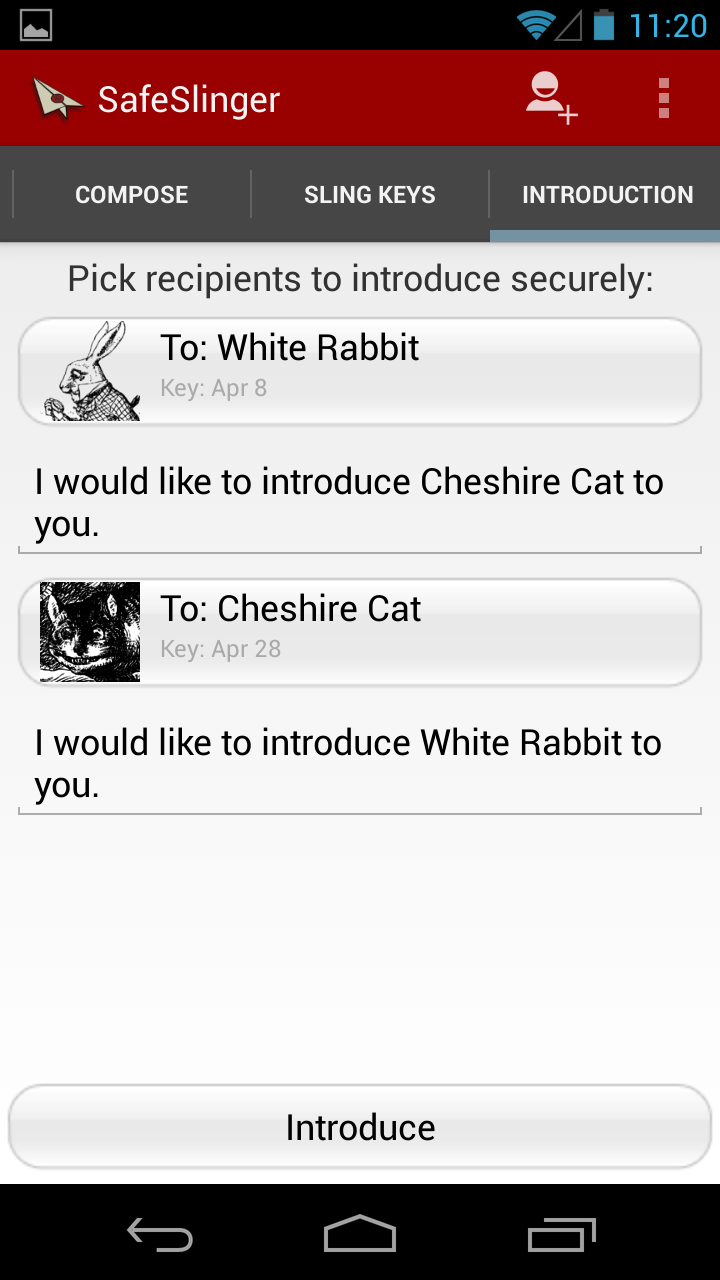 11:20
SafeSlinger
COMPOSE
SLING KEYS
INTRODUCTION
Pick recipients to introduce securely:
To: White Rabbit
Key: Apr 8
I would like to introduce Cheshire Cat to
you.
To: Cheshire Cat
Key: Apr 28
I would like to introduce White Rabbit to
you.
Introduce